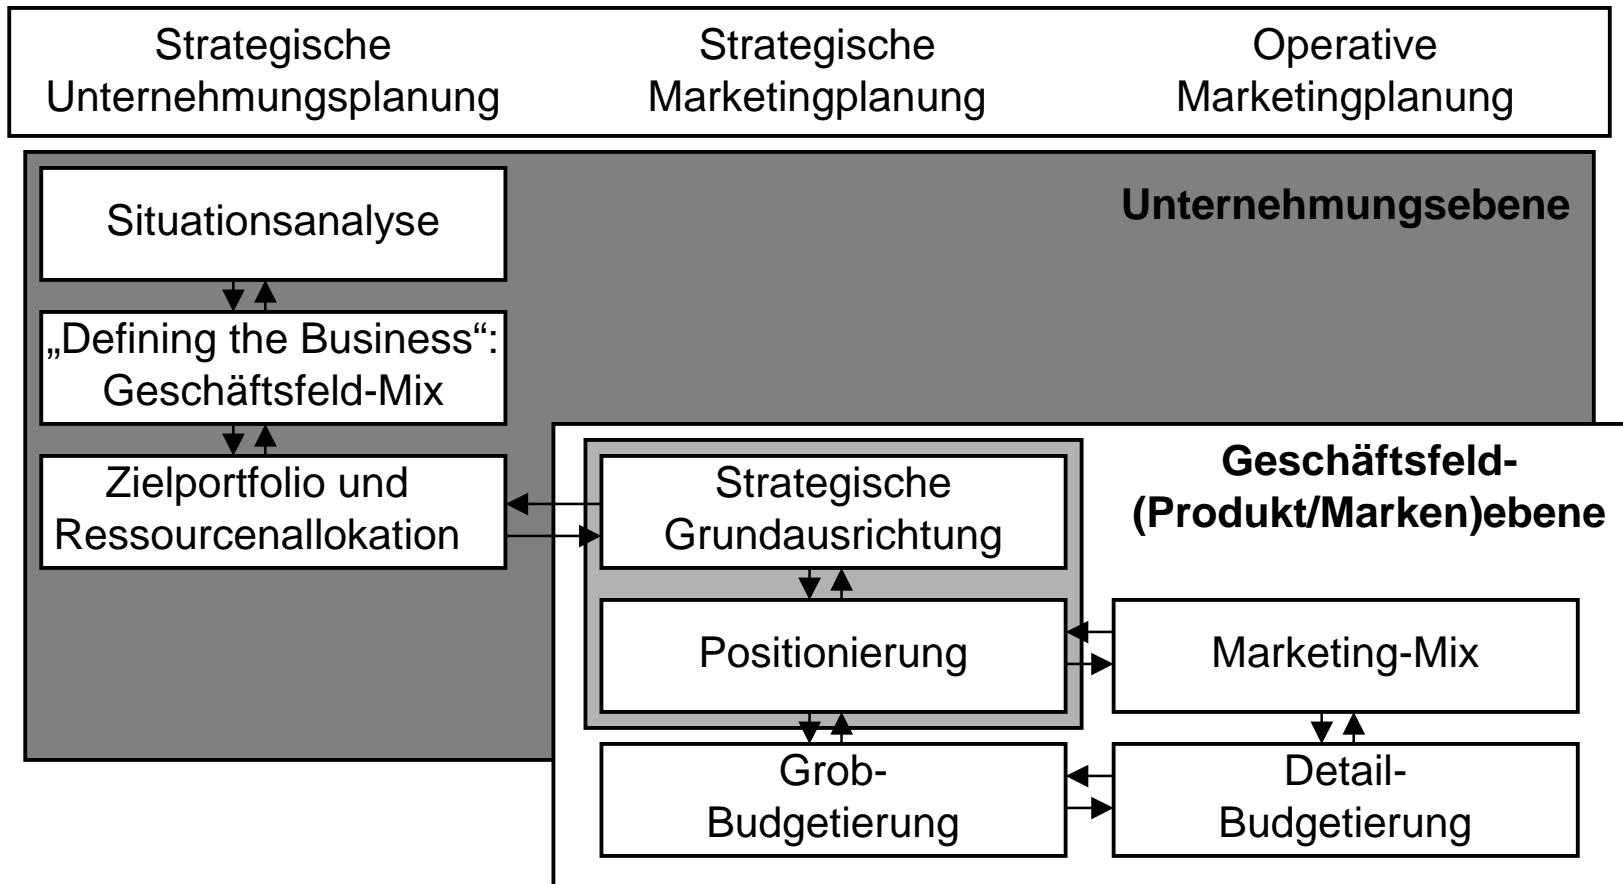 Strategische
Unternehmungsplanung
Strategische
Marketingplanung
Operative
Marketingplanung
Unternehmungsebene
Situationsanalyse
„Defining the Business“:
Geschäftsfeld-Mix
Zielportfolio und
Ressourcenallokation
Geschäftsfeld-
(Produkt/Marken)ebene
Strategische
Grundausrichtung
Positionierung
Marketing-Mix
Grob-
Budgetierung
Detail-
Budgetierung